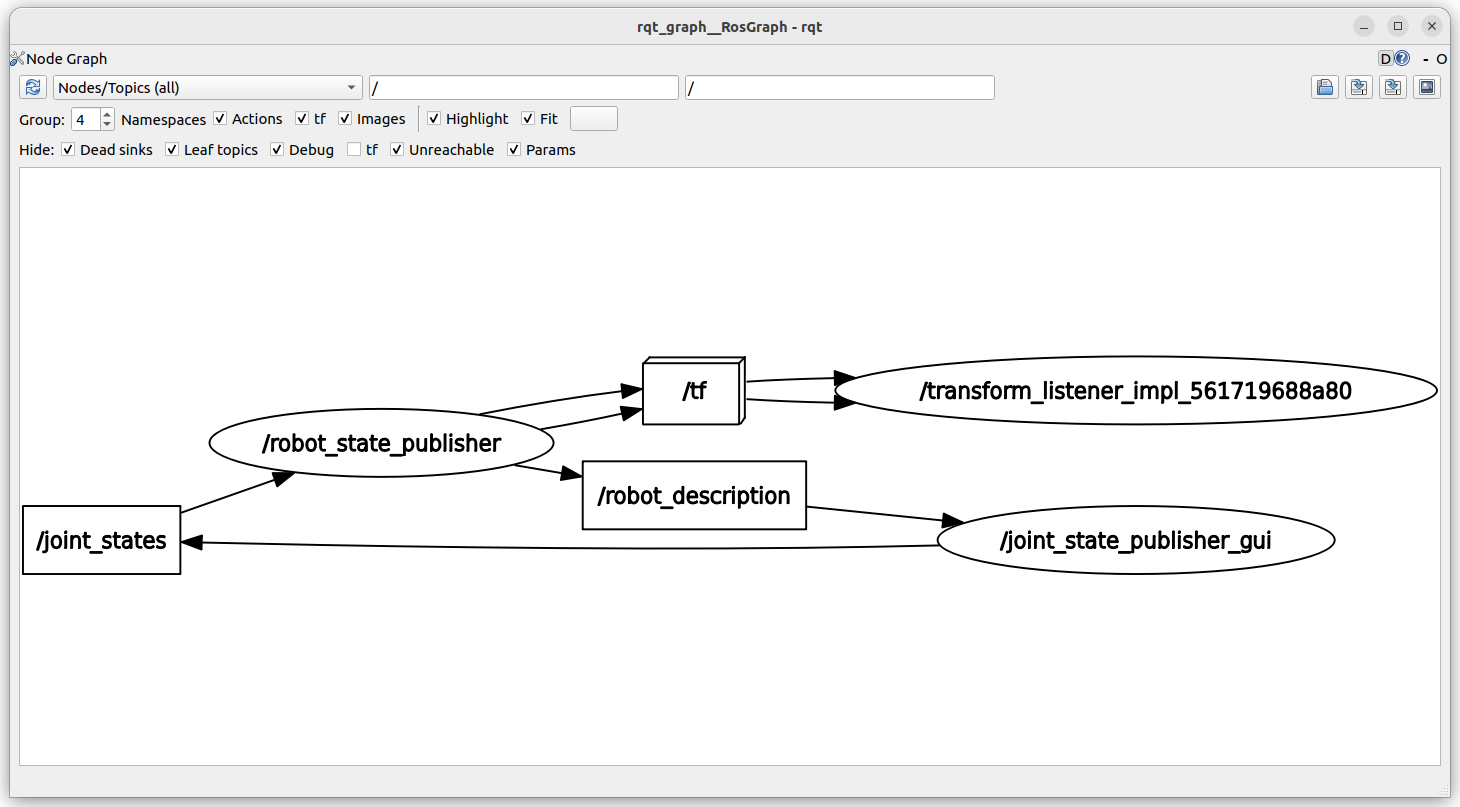 rqt_graph__RosGraph - rqt
Node Graph
D ? - O
Nodes/Topics (all) / /
Group: 4 Namespaces Actions tf Images Highlight Fit
Hide: Dead sinks Leaf topics Debug tf Unreachable Params
/tf
/transform_listener_impl_561719688a80
/robot_state_publisher
/robot_description
/joint_states
/joint_state_publisher_gui